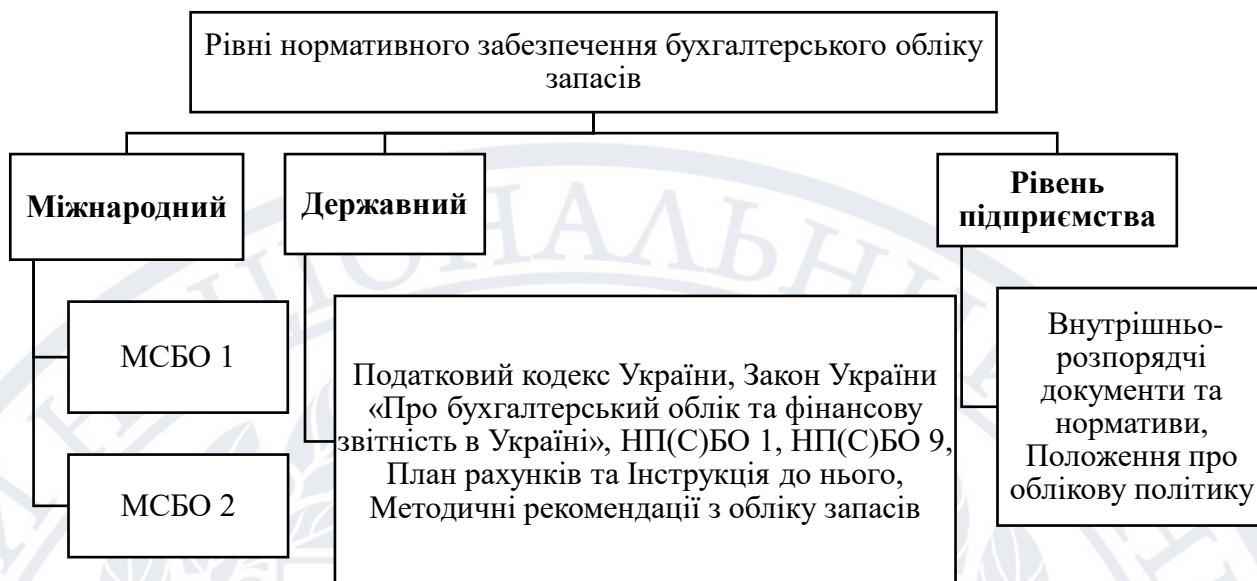 Рівні нормативного забезпечення бухгалтерського обліку
запасів
Міжнародний
Державний
Рівень
підприємства
МСБО 1
МСБО 2
Податковий кодекс України, Закон України
«Про бухгалтерський облік та фінансову
звітність в Україні», НП(С)БО 1, НП(С)БО 9,
План рахунків та Інструкція до нього,
Методичні рекомендації з обліку запасів
Внутрішньо-
розпорядчі
документи та
нормативи,
Положення про
облікову політику